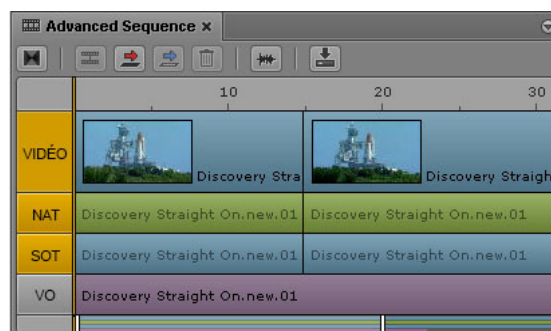 Advanced Sequence ×
10 20 30
VIDÉO Discovery Stra Discovery Straigh
NAT Discovery Straight On.new.01 Discovery Straight On.new.01
SOT Discovery Straight On.new.01 Discovery Straight On.new.01
VO Discovery Straight On.new.01